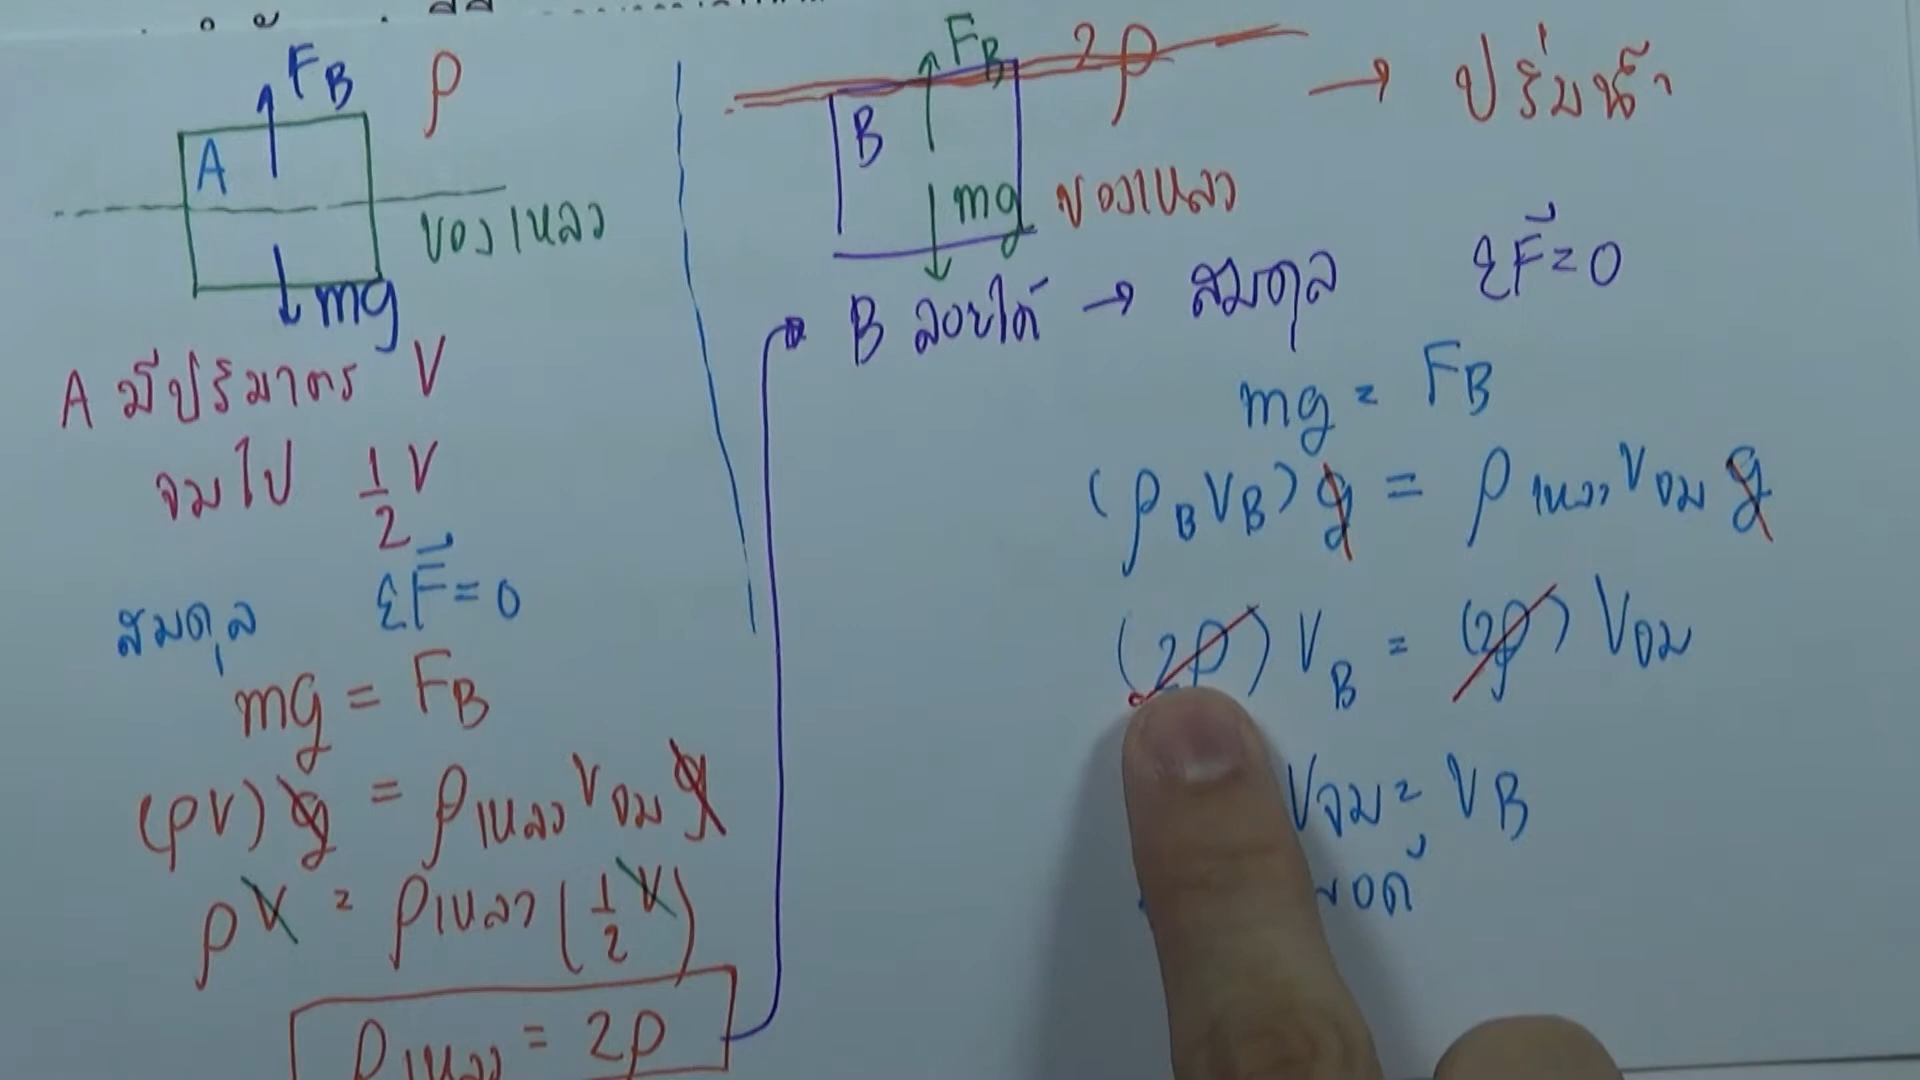 F_B
ρ
A
ของเหลว
mg
A มีปริมาตร V
จมไป 1/2 V
สมดุล ΣF⃗ = 0
mg = F_B
(ρV)g = ρเหลว Vจม g
ρV = ρเหลว (1/2 V)
ρเหลว = 2ρ
F_B
2ρ → ปริ่มน้ำ
B
mg ของเหลว
B ลอยได้ → สมดุล ΣF⃗ = 0
mg = F_B
(ρ_B V_B) g = ρเหลว Vจม g
(2ρ) V_B = (2ρ) Vจม
Vจม = V_B